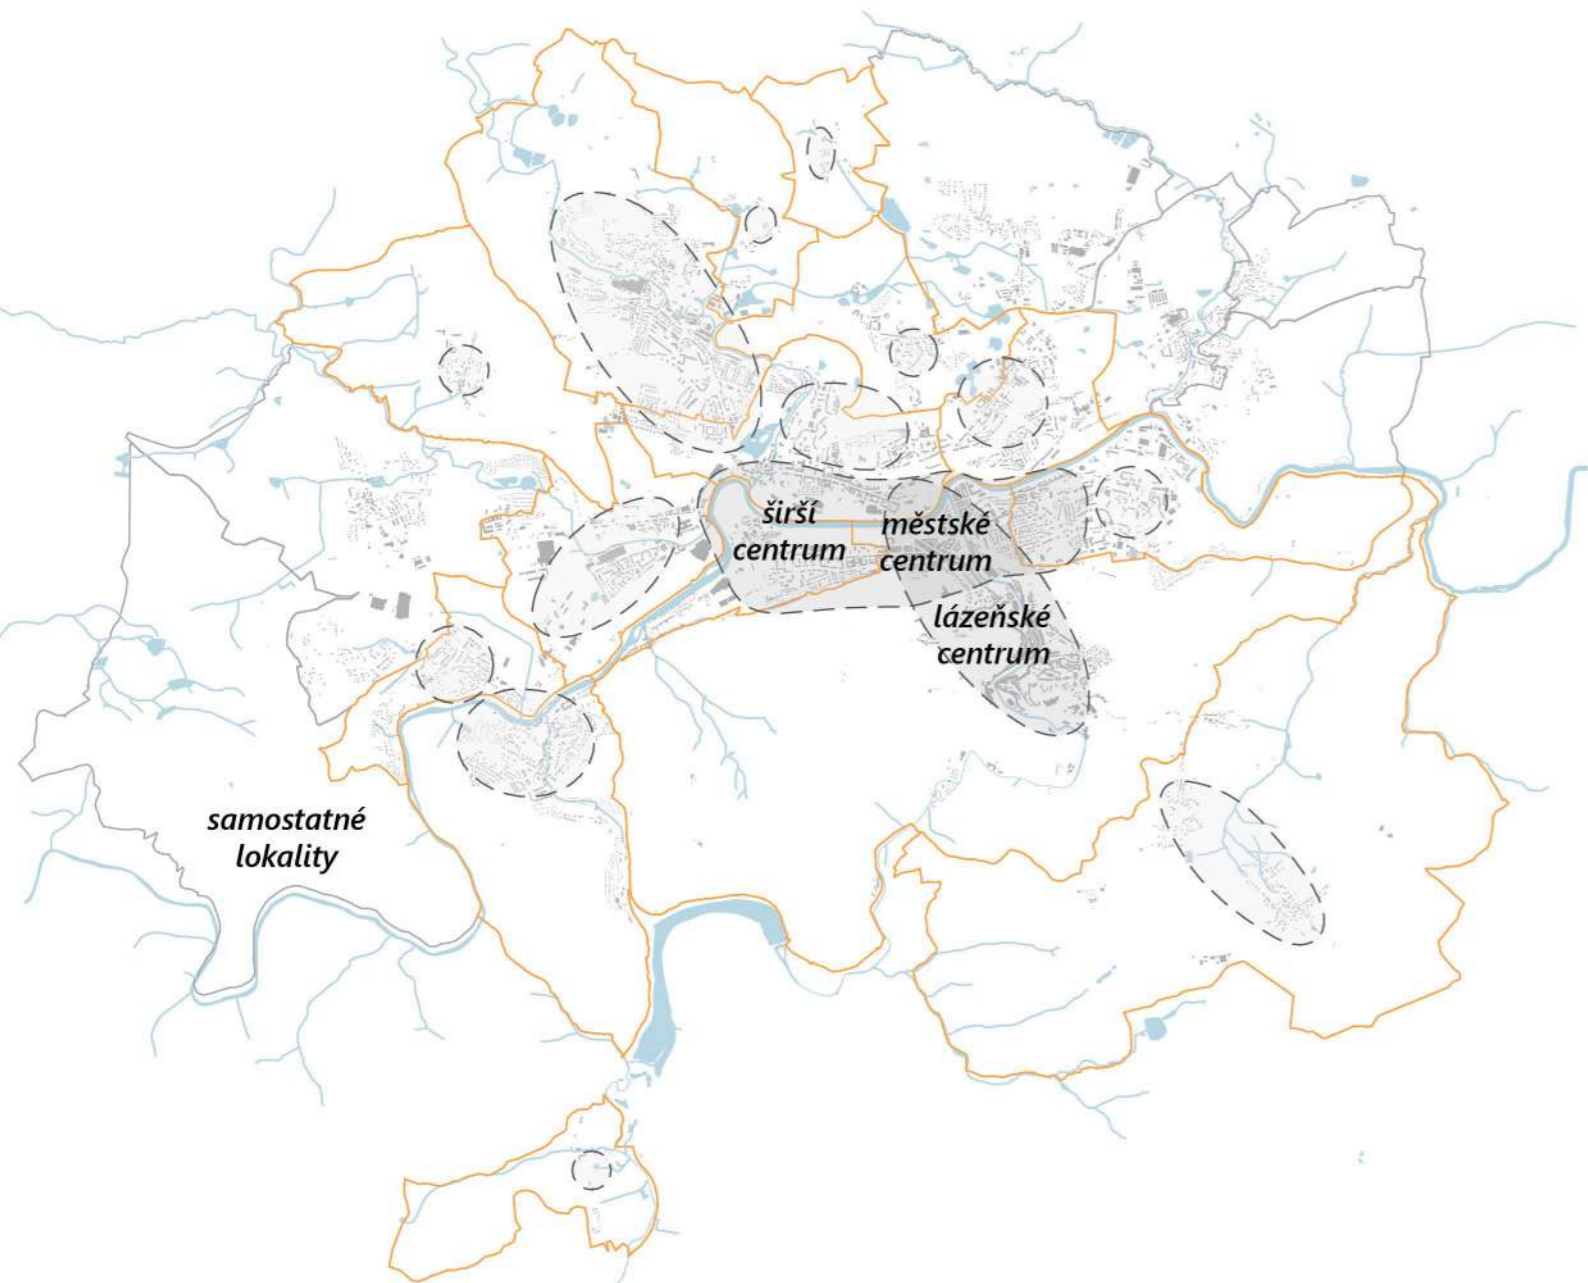 širší
centrum
městské
centrum
lázeňské
centrum
samostatné
lokality